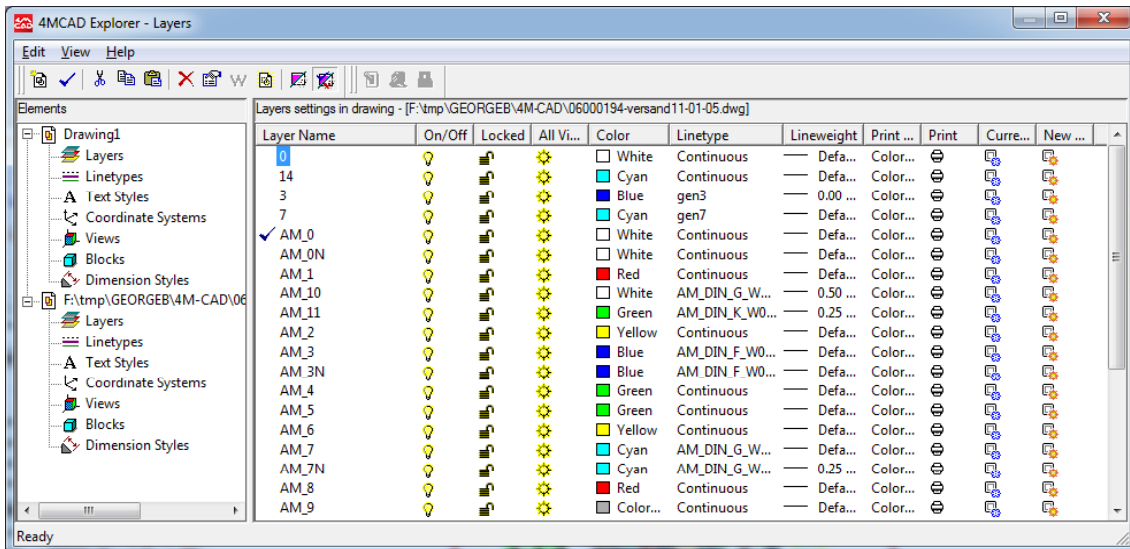 4MCAD Explorer - Layers
Edit View Help
Elements
Drawing1
Layers
Linetypes
Text Styles
Coordinate Systems
Views
Blocks
Dimension Styles
F:\tmp\GEORGEB\4M-CAD\06
Layers
Linetypes
Text Styles
Coordinate Systems
Views
Blocks
Dimension Styles
Layers settings in drawing - [F:\tmp\GEORGEB\4M-CAD\06000194-versand11-01-05.dwg]
Layer Name On/Off Locked All Vi... Color Linetype Lineweight Print ... Print Curre... New ...
0 White Continuous Defa... Color...
14 Cyan Continuous Defa... Color...
3 Blue gen3 0.00 ... Color...
7 Cyan gen7 Defa... Color...
AM_0 White Continuous Defa... Color...
AM_0N White Continuous Defa... Color...
AM_1 Red Continuous Defa... Color...
AM_10 White AM_DIN_G_W... 0.50 ... Color...
AM_11 Green AM_DIN_K_W0... 0.25 ... Color...
AM_2 Yellow Continuous Defa... Color...
AM_3 Blue AM_DIN_F_W0... Defa... Color...
AM_3N Blue AM_DIN_F_W0... Defa... Color...
AM_4 Green Continuous Defa... Color...
AM_5 Green Continuous Defa... Color...
AM_6 Yellow Continuous Defa... Color...
AM_7 Cyan AM_DIN_G_W... Defa... Color...
AM_7N Cyan AM_DIN_G_W... 0.25 ... Color...
AM_8 Red Continuous Defa... Color...
AM_9 Color... Continuous Defa... Color...
Ready